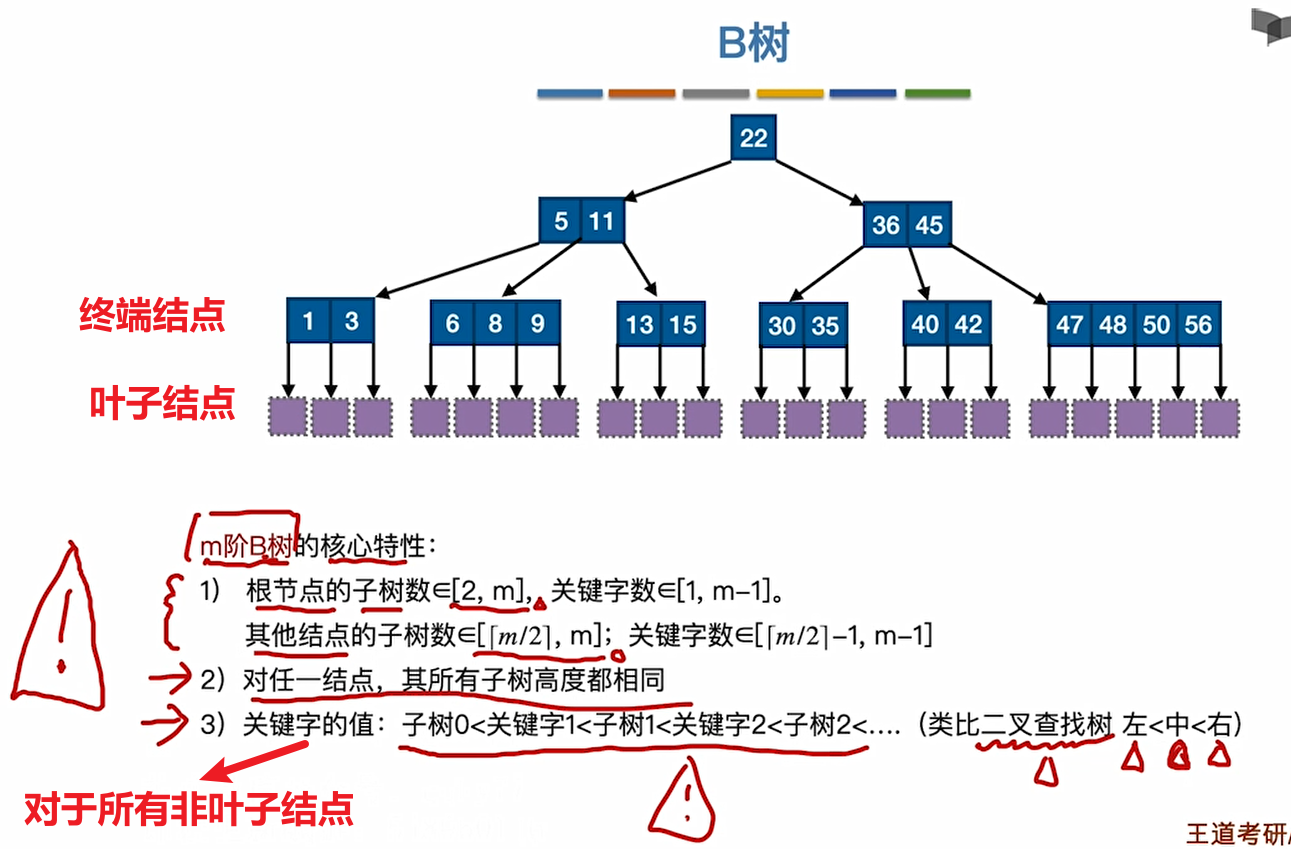 B树
22
5 11
36 45
终端结点
1 3
6 8 9
13 15
30 35
40 42
47 48 50 56
叶子结点
m阶B树的核心特性：
1） 根节点的子树数∈[2, m]，关键字数∈[1, m−1]。
其他结点的子树数∈[⌈m/2⌉, m]；关键字数∈[⌈m/2⌉−1, m−1]
2）对任一结点，其所有子树高度都相同
3）关键字的值：子树0<关键字1<子树1<关键字2<子树2<…. （类比二叉查找树 左<中<右）
对于所有非叶子结点
王道考研/